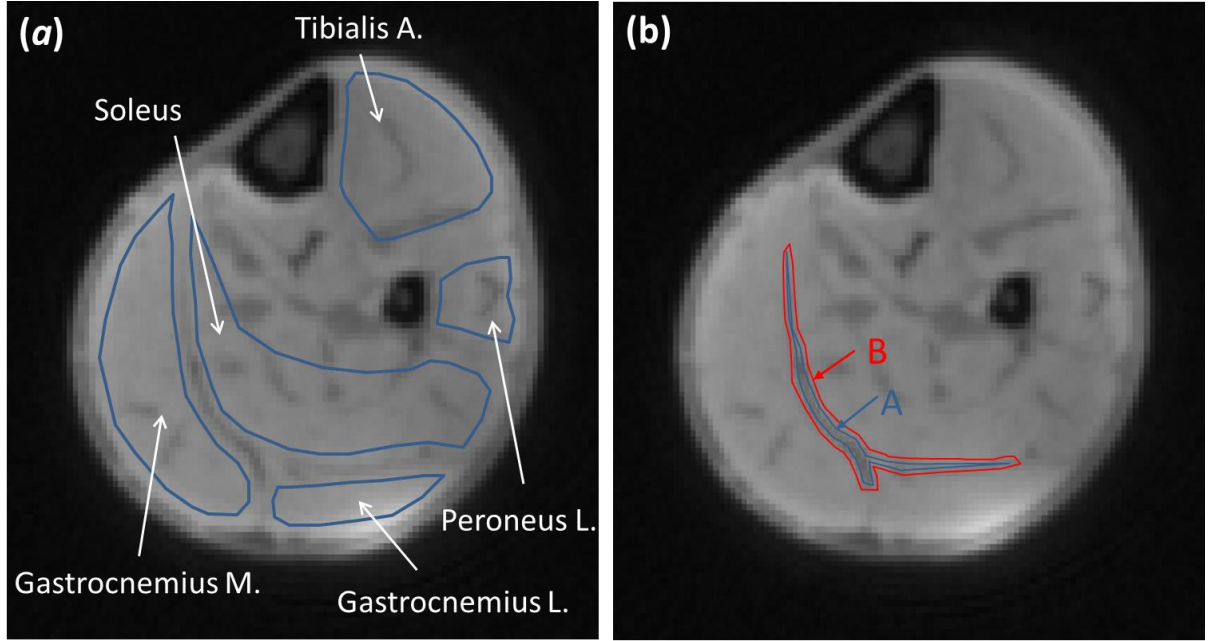 (a)
Tibialis A.
Soleus
Peroneus L.
Gastrocnemius M.
Gastrocnemius L.
(b)
B
A